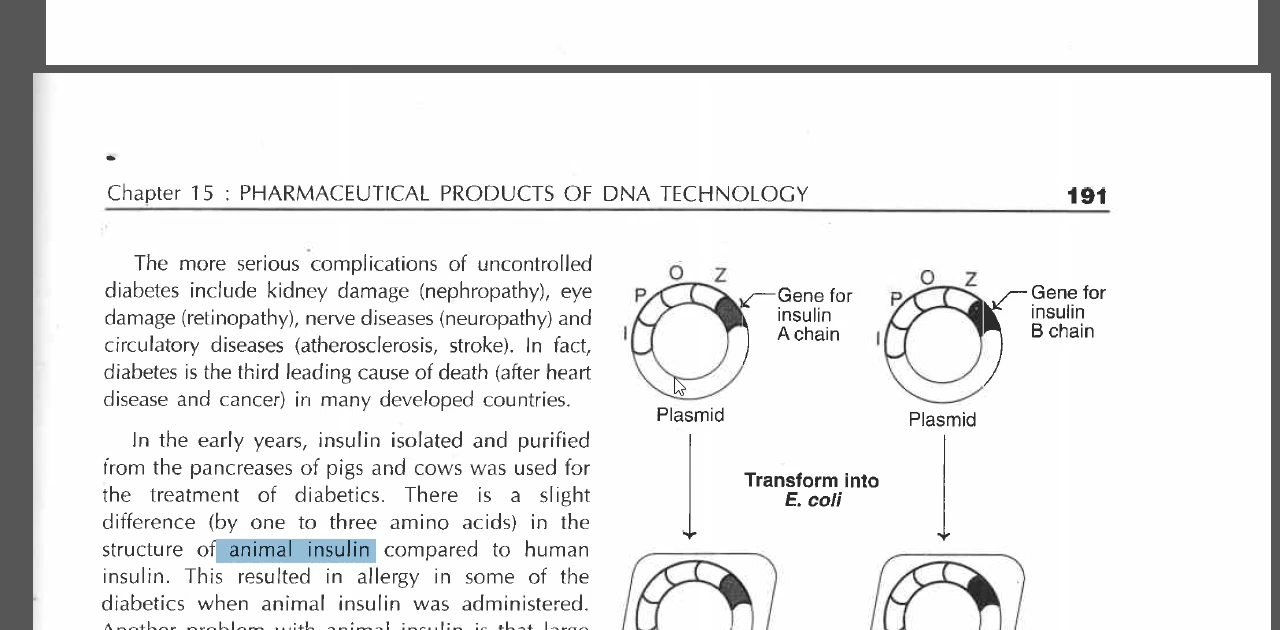 Chapter 15 : PHARMACEUTICAL PRODUCTS OF DNA TECHNOLOGY 191
The more serious complications of uncontrolled
diabetes include kidney damage (nephropathy), eye
damage (retinopathy), nerve diseases (neuropathy) and
circulatory diseases (atherosclerosis, stroke). In fact,
diabetes is the third leading cause of death (after heart
disease and cancer) in many developed countries.
In the early years, insulin isolated and purified
from the pancreases of pigs and cows was used for
the treatment of diabetics. There is a slight
difference (by one to three amino acids) in the
structure of animal insulin compared to human
insulin. This resulted in allergy in some of the
diabetics when animal insulin was administered.
Another problem with animal insulin is that large
I P O Z
Gene for
insulin
A chain
Plasmid
I P O Z
Gene for
insulin
B chain
Plasmid
Transform into
E. coli